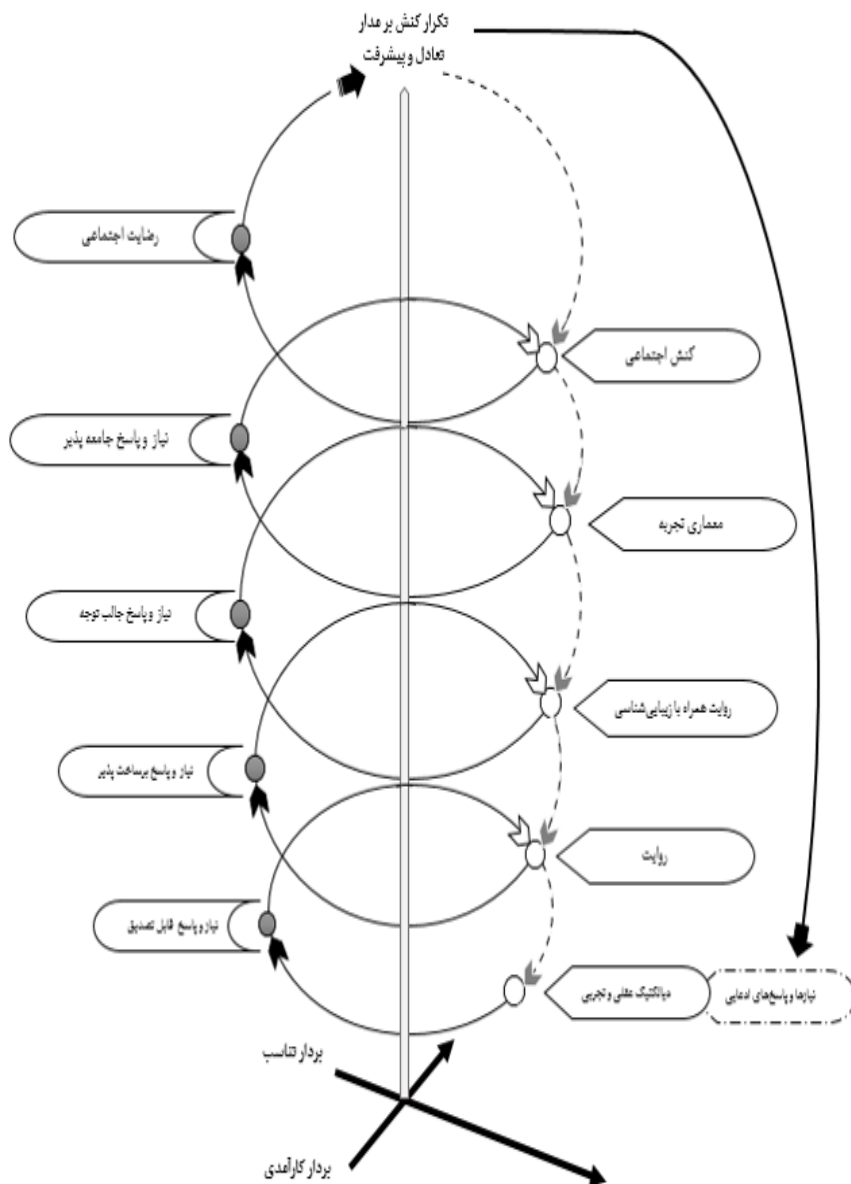 تکرار کنش بر مدار
تعادل و پیشرفت
رضایت اجتماعی
کنش اجتماعی
نیاز و پاسخ جامعه پذیر
معماری تجربه
نیاز و پاسخ جالب توجه
روایت همراه با زیبایی‌شناسی
نیاز و پاسخ برساخت پذیر
روایت
نیاز و پاسخ قابل تصدیق
نیازها و پاسخ‌های ادعایی
دیالکتیک عقلی و تجربی
بردار تناسب
بردار کارآمدی